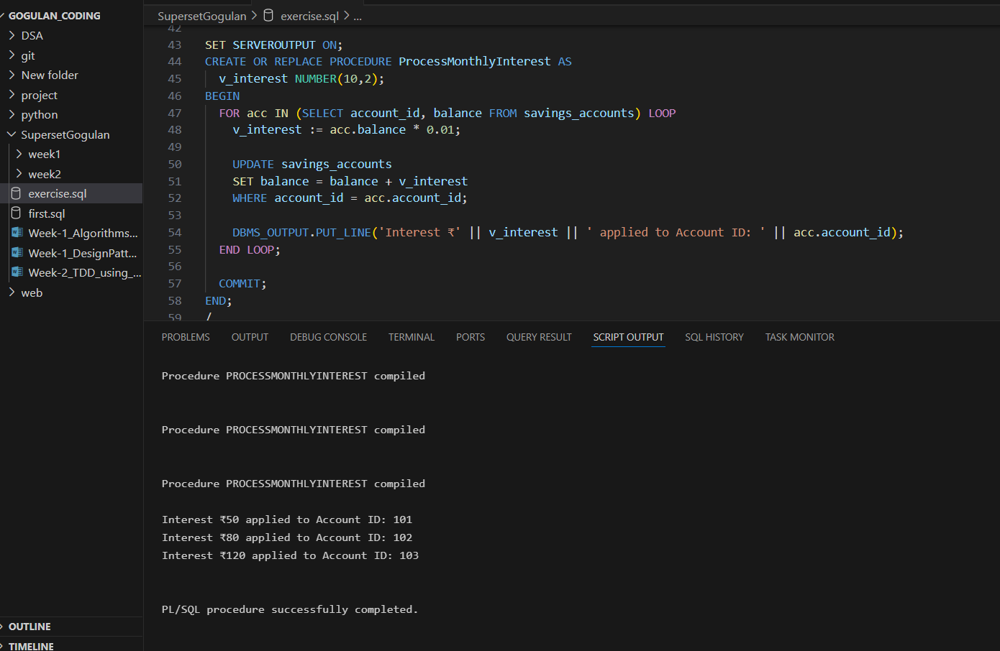 GOGULAN_CODING
DSA
git
New folder
project
python
SupersetGogulan
week1
week2
exercise.sql
first.sql
Week-1_Algorithms...
Week-1_DesignPatt...
Week-2_TDD_using_...
web
OUTLINE
TIMELINE
SupersetGogulan > exercise.sql > ...
42
43 SET SERVEROUTPUT ON;
44 CREATE OR REPLACE PROCEDURE ProcessMonthlyInterest AS
45 v_interest NUMBER(10,2);
46 BEGIN
47 FOR acc IN (SELECT account_id, balance FROM savings_accounts) LOOP
48 v_interest := acc.balance * 0.01;
49
50 UPDATE savings_accounts
51 SET balance = balance + v_interest
52 WHERE account_id = acc.account_id;
53
54 DBMS_OUTPUT.PUT_LINE('Interest ₹' || v_interest || ' applied to Account ID: ' || acc.account_id);
55 END LOOP;
56
57 COMMIT;
58 END;
59 /
PROBLEMS OUTPUT DEBUG CONSOLE TERMINAL PORTS QUERY RESULT SCRIPT OUTPUT SQL HISTORY TASK MONITOR
Procedure PROCESSMONTHLYINTEREST compiled
Procedure PROCESSMONTHLYINTEREST compiled
Procedure PROCESSMONTHLYINTEREST compiled
Interest ₹50 applied to Account ID: 101
Interest ₹80 applied to Account ID: 102
Interest ₹120 applied to Account ID: 103
PL/SQL procedure successfully completed.